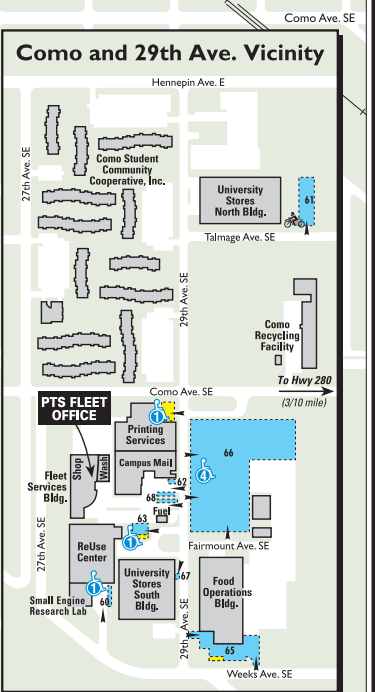 Como Ave. SE
Como and 29th Ave. Vicinity
Hennepin Ave. E
27th Ave. SE
Como Student
Community
Cooperative, Inc.
University
Stores
North Bldg.
61
Talmage Ave. SE
29th Ave. SE
Como
Recycling
Facility
To Hwy 280
(3/10 mile)
Como Ave. SE
PTS FLEET
OFFICE
1
Printing
Services
Campus Mail
66
4
Shop
Wash
62
68
Fuel
Fleet
Services
Bldg.
63
1
27th Ave. SE
ReUse
Center
Fairmount Ave. SE
1
60
Small Engine
Research Lab
University
Stores
South
Bldg.
67
Food
Operations
Bldg.
29th Ave. SE
65
Weeks Ave. SE